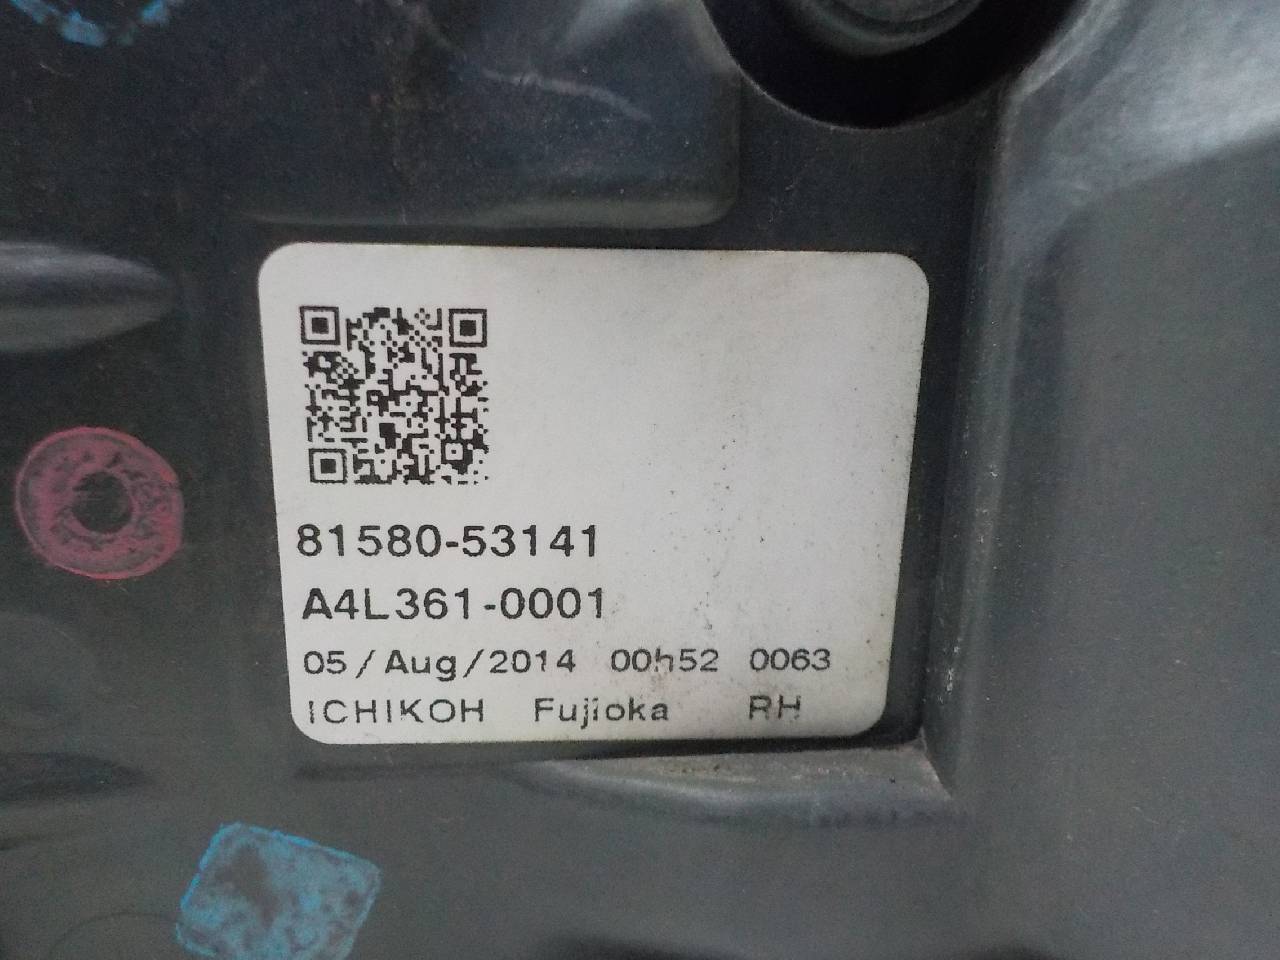 81580-53141
A4L361-0001
05/Aug/2014 00h52 0063
ICHIKOH Fujioka RH